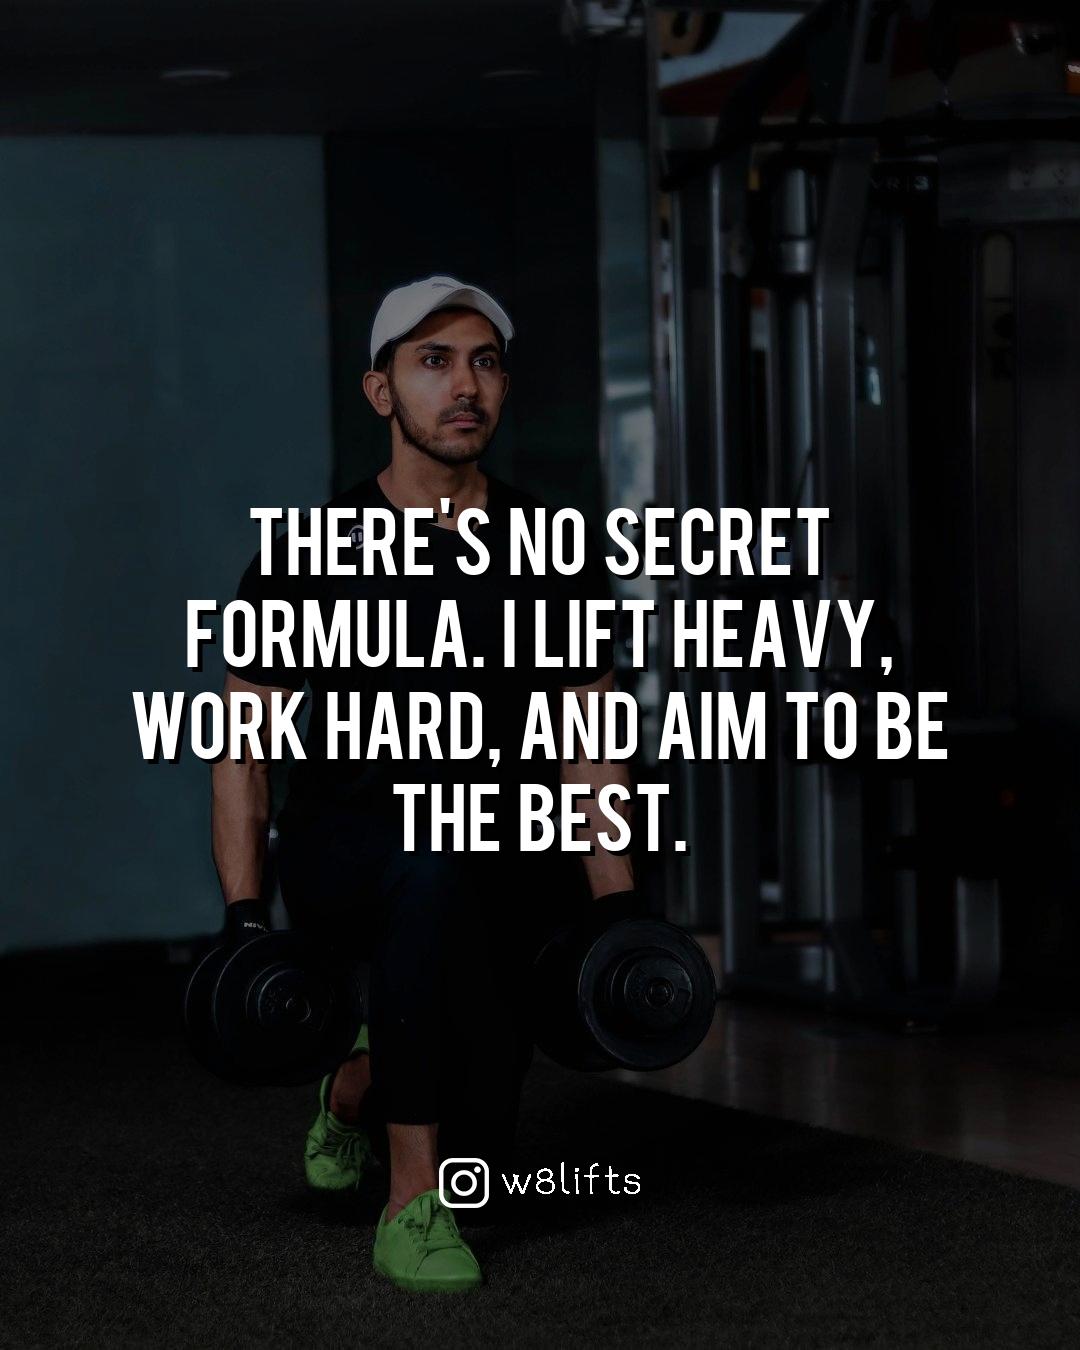 THERE'S NO SECRET
FORMULA. I LIFT HEAVY,
WORK HARD, AND AIM TO BE
THE BEST.
w8lifts